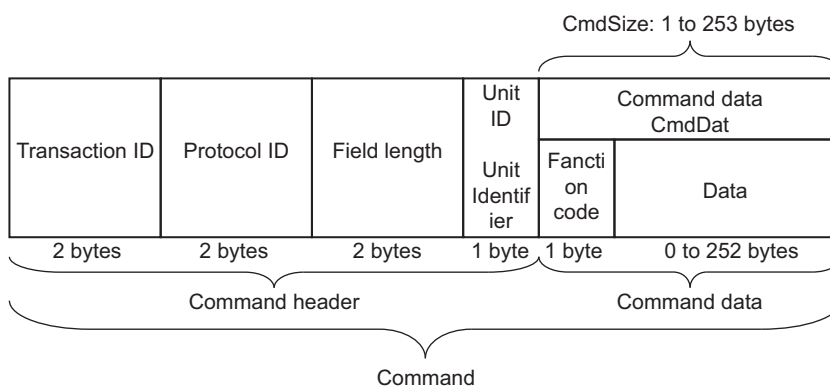 CmdSize: 1 to 253 bytes
Transaction ID
Protocol ID
Field length
Unit
ID
Unit
Identif
ier
Command data
CmdDat
Fancti
on
code
Data
2 bytes
2 bytes
2 bytes
1 byte
1 byte
0 to 252 bytes
Command header
Command data
Command